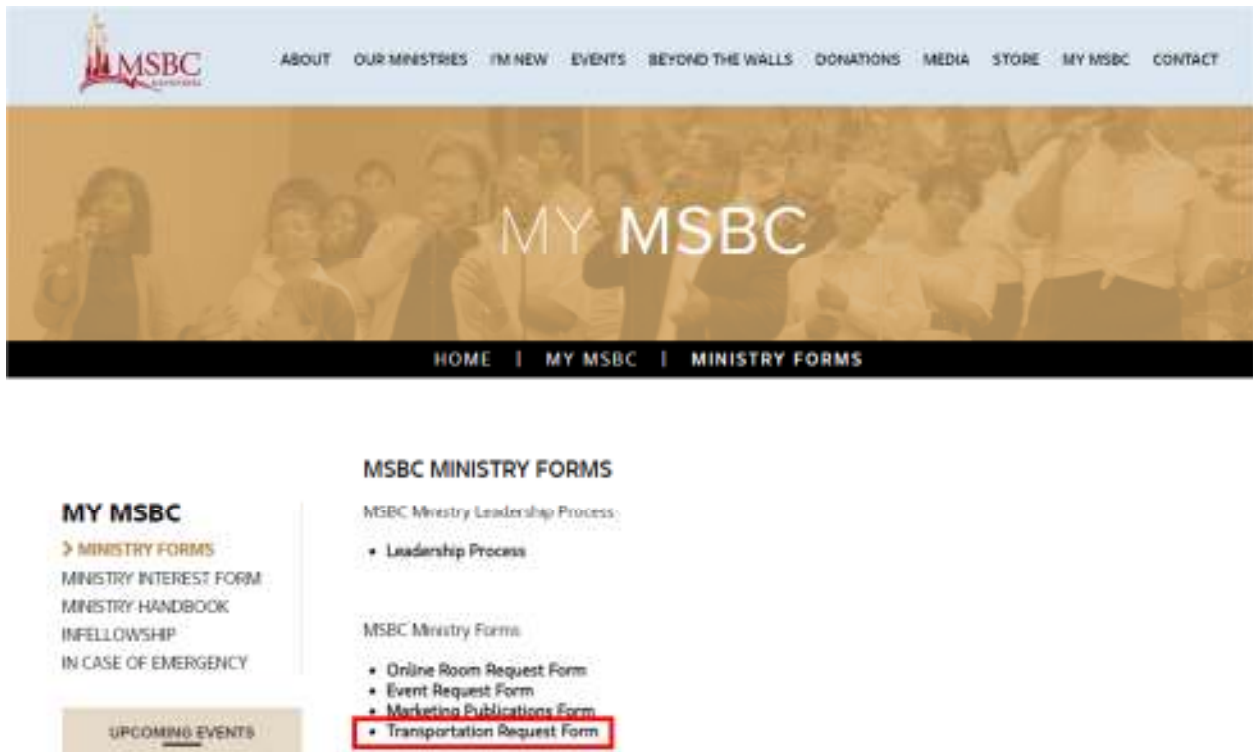 MSBC
ABOUT OUR MINISTRIES I'M NEW EVENTS BEYOND THE WALLS DONATIONS MEDIA STORE MY MSBC CONTACT
MY MSBC
HOME | MY MSBC | MINISTRY FORMS
MSBC MINISTRY FORMS
MSBC Ministry Leadership Process
• Leadership Process
MSBC Ministry Forms
• Online Room Request Form
• Event Request Form
• Marketing Publications Form
• Transportation Request Form
MY MSBC
> MINISTRY FORMS
MINISTRY INTEREST FORM
MINISTRY HANDBOOK
INFELLOWSHIP
IN CASE OF EMERGENCY
UPCOMING EVENTS